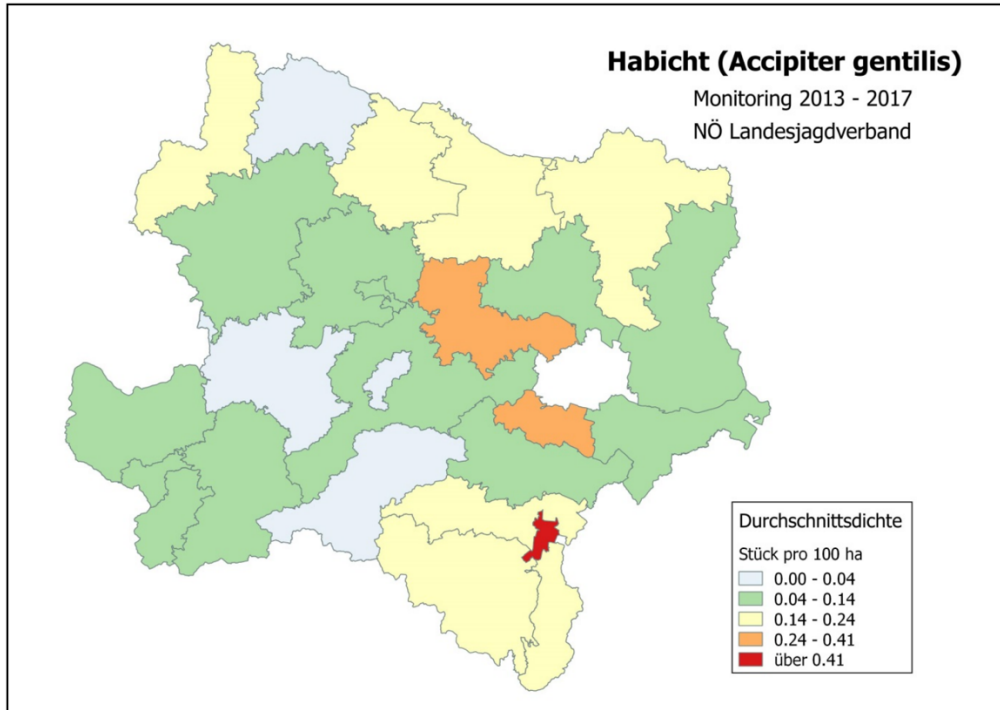 Habicht (Accipiter gentilis)
Monitoring 2013 - 2017
NÖ Landesjagdverband
Durchschnittsdichte
Stück pro 100 ha
0.00 - 0.04
0.04 - 0.14
0.14 - 0.24
0.24 - 0.41
über 0.41